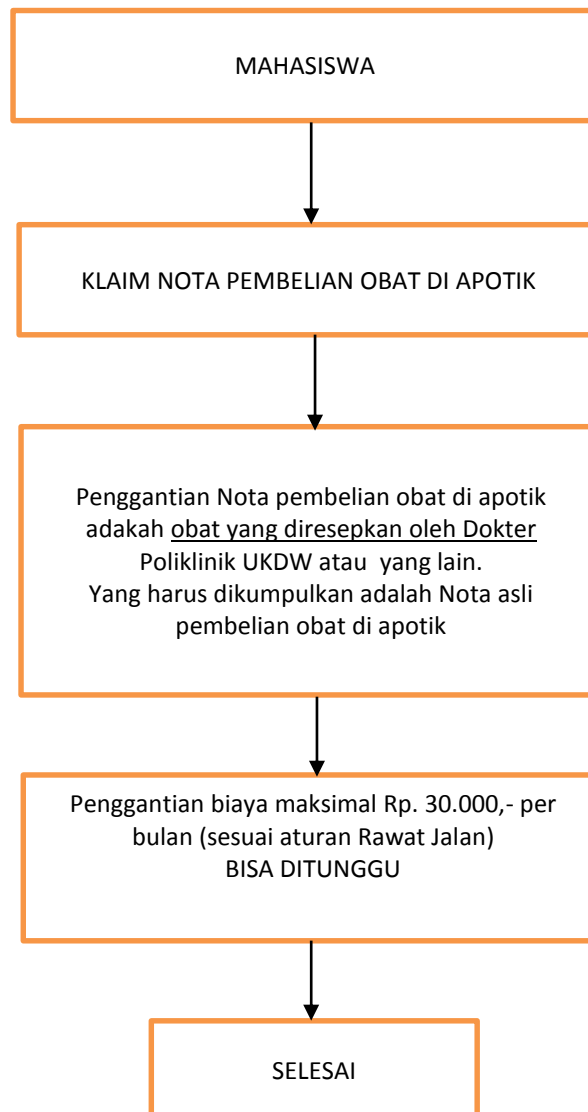 MAHASISWA
KLAIM NOTA PEMBELIAN OBAT DI APOTIK
Penggantian Nota pembelian obat di apotik
adakah obat yang diresepkan oleh Dokter
Poliklinik UKDW atau  yang lain.
Yang harus dikumpulkan adalah Nota asli
pembelian obat di apotik
Penggantian biaya maksimal Rp. 30.000,- per
bulan (sesuai aturan Rawat Jalan)
BISA DITUNGGU
SELESAI